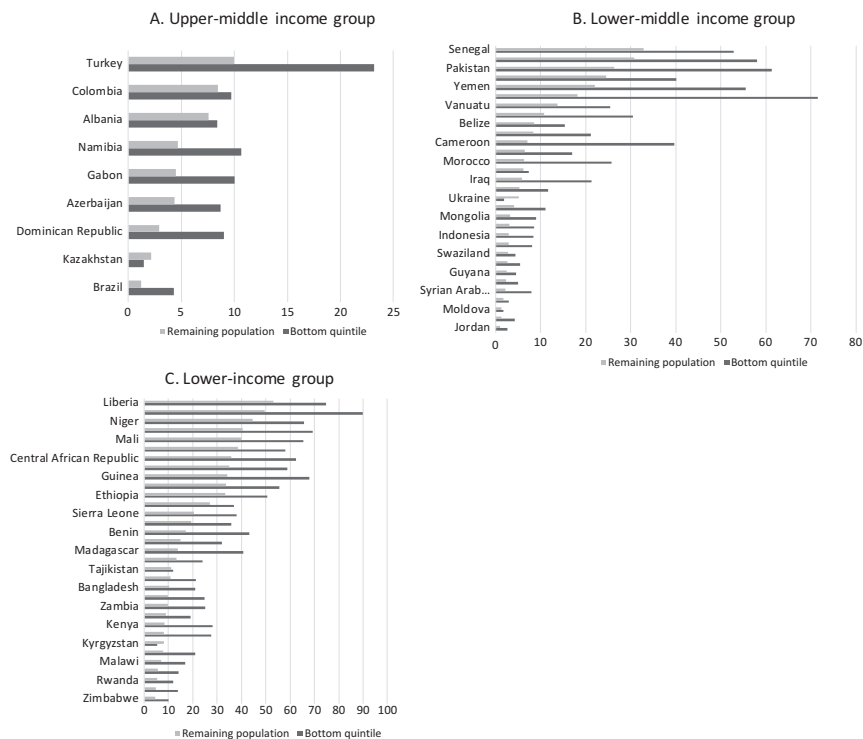 A. Upper-middle income group
Turkey
Colombia
Albania
Namibia
Gabon
Azerbaijan
Dominican Republic
Kazakhstan
Brazil
0 5 10 15 20 25
Remaining population Bottom quintile
B. Lower-middle income group
Senegal
Pakistan
Yemen
Vanuatu
Belize
Cameroon
Morocco
Iraq
Ukraine
Mongolia
Indonesia
Swaziland
Guyana
Syrian Arab...
Moldova
Jordan
0 10 20 30 40 50 60 70 80
Remaining population Bottom quintile
C. Lower-income group
Liberia
Niger
Mali
Central African Republic
Guinea
Ethiopia
Sierra Leone
Benin
Madagascar
Tajikistan
Bangladesh
Zambia
Kenya
Kyrgyzstan
Malawi
Rwanda
Zimbabwe
0 10 20 30 40 50 60 70 80 90 100
Remaining population Bottom quintile